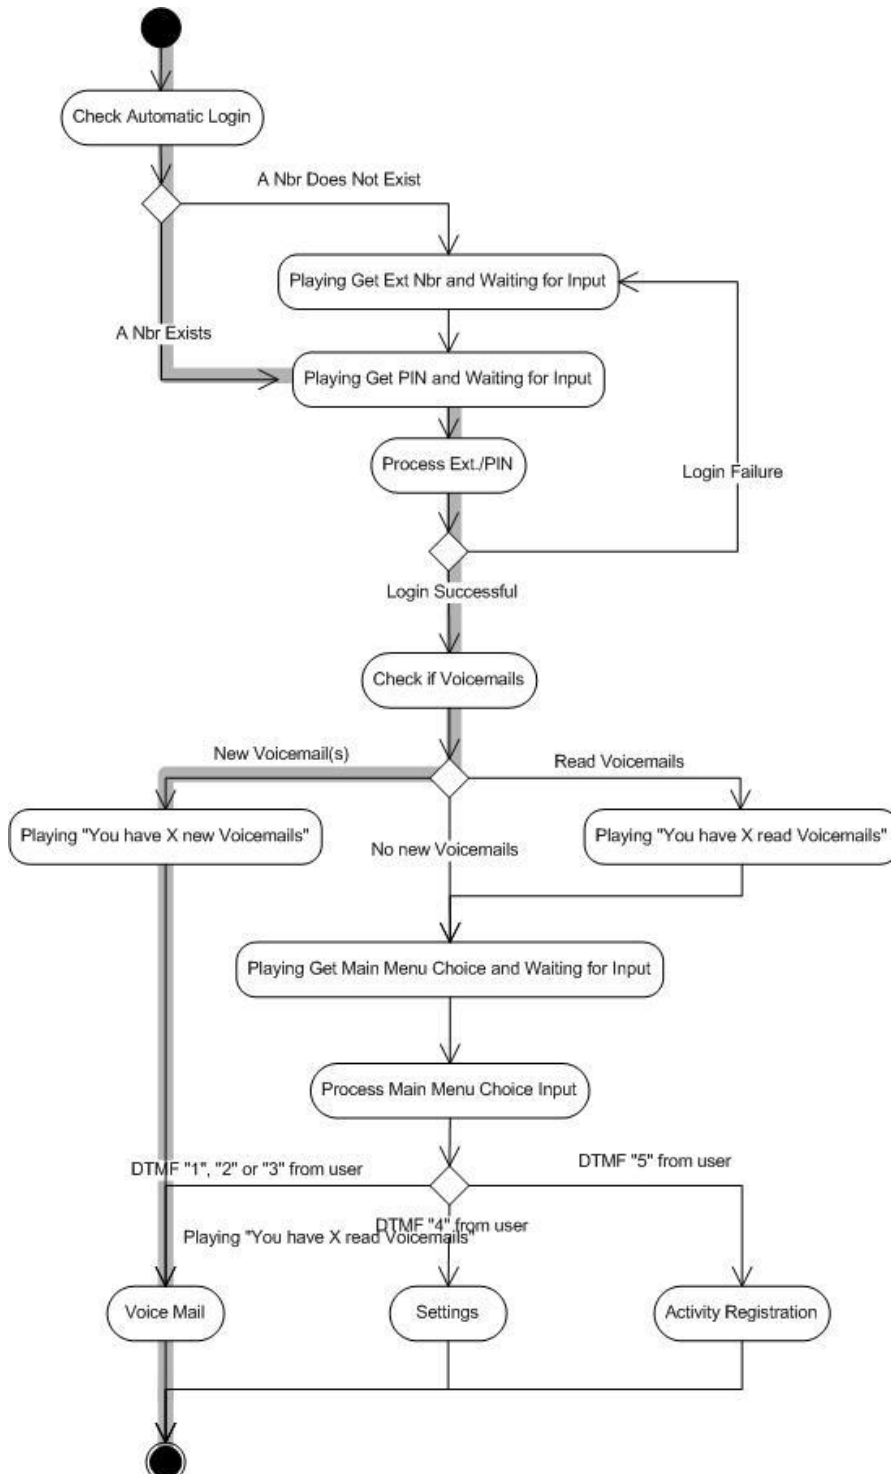 Check Automatic Login
A Nbr Does Not Exist
Playing Get Ext Nbr and Waiting for Input
A Nbr Exists
Playing Get PIN and Waiting for Input
Process Ext./PIN
Login Failure
Login Successful
Check if Voicemails
New Voicemail(s)
Read Voicemails
Playing "You have X new Voicemails"
No new Voicemails
Playing "You have X read Voicemails"
Playing Get Main Menu Choice and Waiting for Input
Process Main Menu Choice Input
DTMF "1", "2" or "3" from user
DTMF "5" from user
DTMF "4" from user
Playing "You have X read Voicemails"
Voice Mail
Settings
Activity Registration